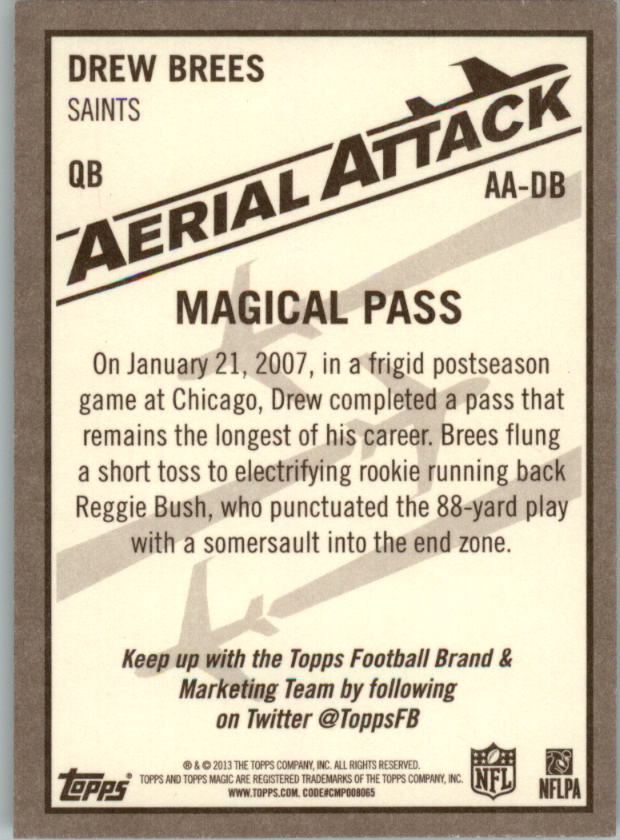 DREW BREES
SAINTS
QB
AERIAL ATTACK
AA-DB
MAGICAL PASS
On January 21, 2007, in a frigid postseason
game at Chicago, Drew completed a pass that
remains the longest of his career. Brees flung
a short toss to electrifying rookie running back
Reggie Bush, who punctuated the 88-yard play
with a somersault into the end zone.
Keep up with the Topps Football Brand &
Marketing Team by following
on Twitter @ToppsFB
Topps
® & © 2013 THE TOPPS COMPANY, INC. ALL RIGHTS RESERVED.
TOPPS AND TOPPS MAGIC ARE REGISTERED TRADEMARKS OF THE TOPPS COMPANY, INC.
WWW.TOPPS.COM. CODE#CMP008065
NFL
NFLPA